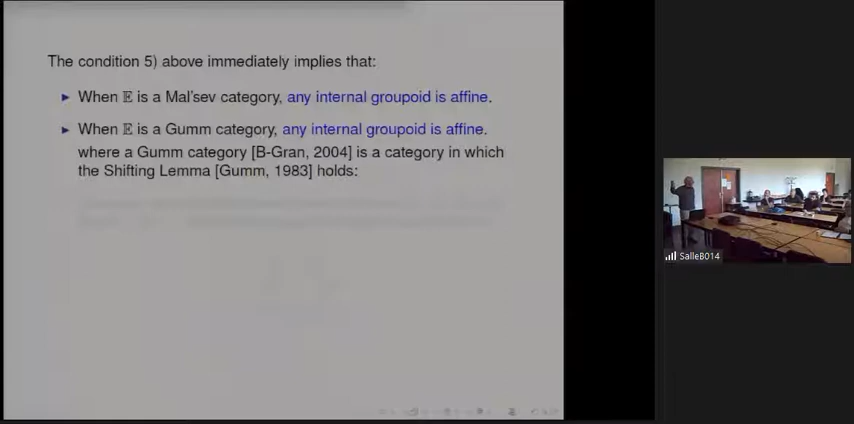 The condition 5) above immediately implies that:
► When 𝔼 is a Mal'sev category, any internal groupoid is affine.
► When 𝔼 is a Gumm category, any internal groupoid is affine.
where a Gumm category [B-Gran, 2004] is a category in which
the Shifting Lemma [Gumm, 1983] holds:
SalleB014